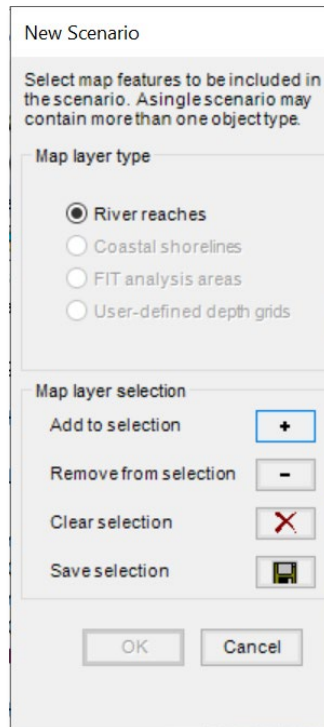 New Scenario
Select map features to be included in
the scenario. Asingle scenario may
contain more than one object type.
Map layer type
River reaches
Coastal shorelines
FIT analysis areas
User-defined depth grids
Map layer selection
Add to selection +
Remove from selection -
Clear selection
Save selection
OK Cancel